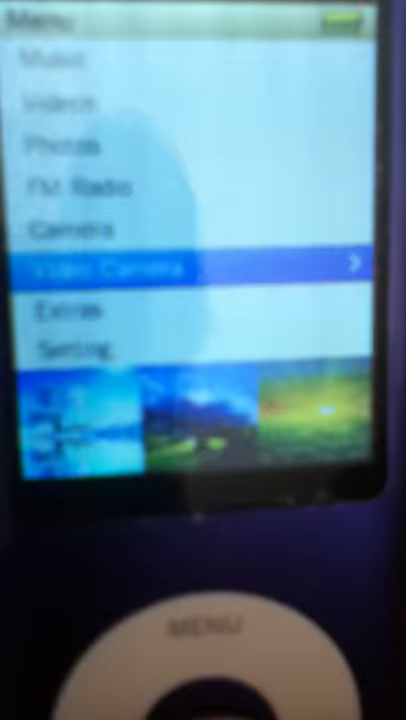 Menu
Music
Videos
Photos
FM Radio
Camera
Video Camera
Extras
Setting
MENU